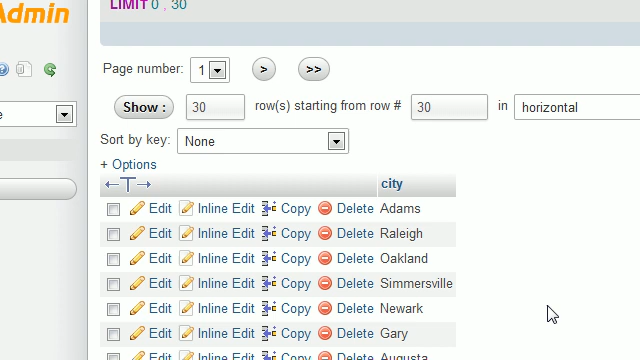 LIMIT 0 , 30
Admin
Page number: 1 > >>
Show : 30 row(s) starting from row # 30 in horizontal
Sort by key: None
+ Options
city
Edit Inline Edit Copy Delete Adams
Edit Inline Edit Copy Delete Raleigh
Edit Inline Edit Copy Delete Oakland
Edit Inline Edit Copy Delete Simmersville
Edit Inline Edit Copy Delete Newark
Edit Inline Edit Copy Delete Gary
Edit Inline Edit Copy Delete Augusta